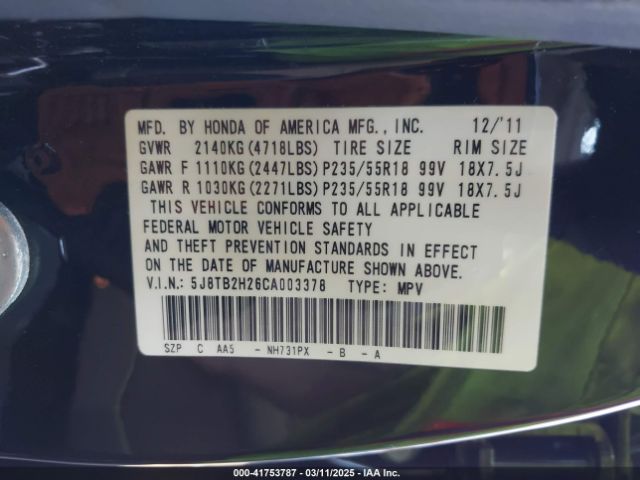 MFD. BY HONDA OF AMERICA MFG., INC. 12/'11
GVWR 2140KG(4718LBS) TIRE SIZE RIM SIZE
GAWR F 1110KG(2447LBS)P235/55R18 99V 18X7.5J
GAWR R 1030KG(2271LBS)P235/55R18 99V 18X7.5J
THIS VEHICLE CONFORMS TO ALL APPLICABLE
FEDERAL MOTOR VEHICLE SAFETY
AND THEFT PREVENTION STANDARDS IN EFFECT
ON THE DATE OF MANUFACTURE SHOWN ABOVE.
V.I.N.: 5J8TB2H26CA003378 TYPE: MPV
SZP C AA5 - NH731PX - B - A
000-41753787 - 03/11/2025 - IAA Inc.